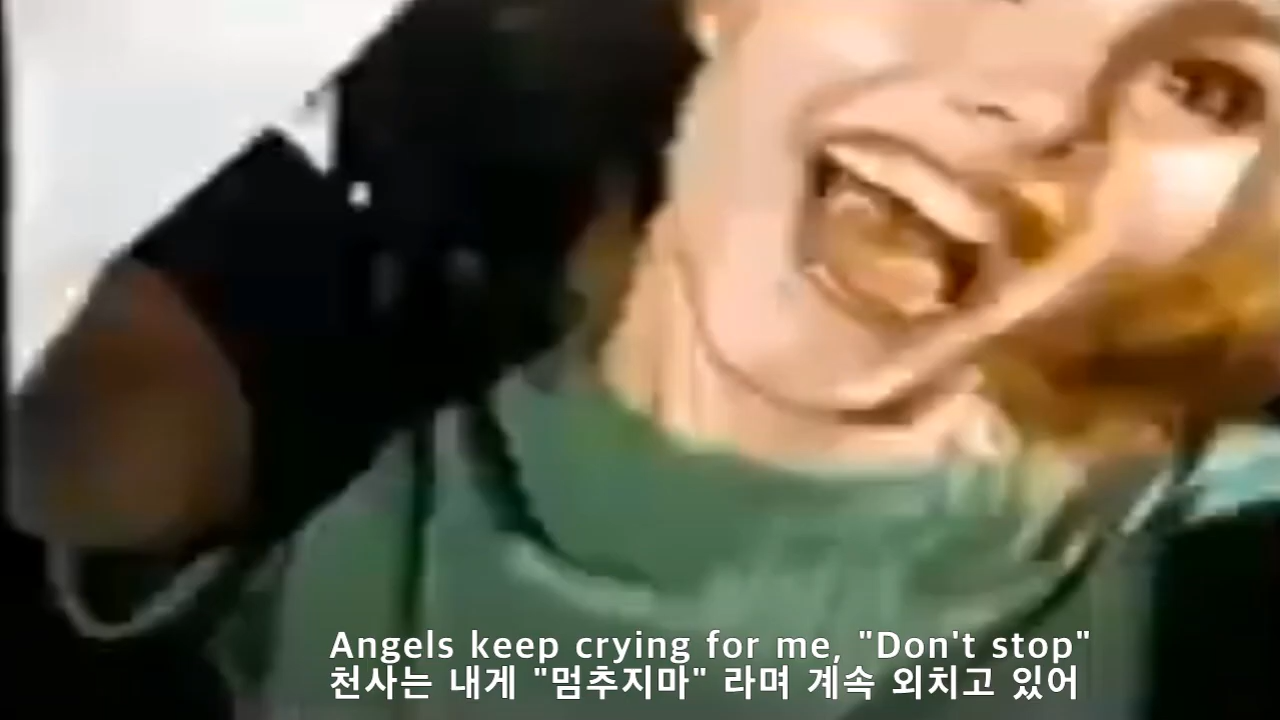 Angels keep crying for me, "Don't stop"
천사는 내게 "멈추지마" 라며 계속 외치고 있어